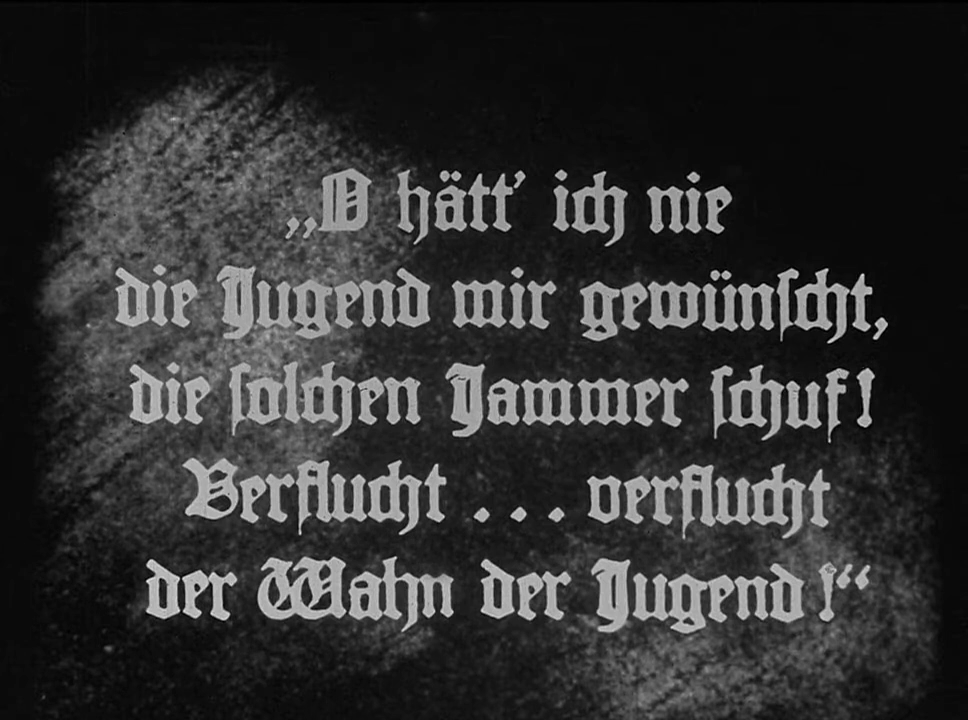 „O hätt’ ich nie
die Jugend mir gewünſcht,
die ſolchen Jammer ſchuf!
Verflucht . . . verflucht
der Wahn der Jugend!“